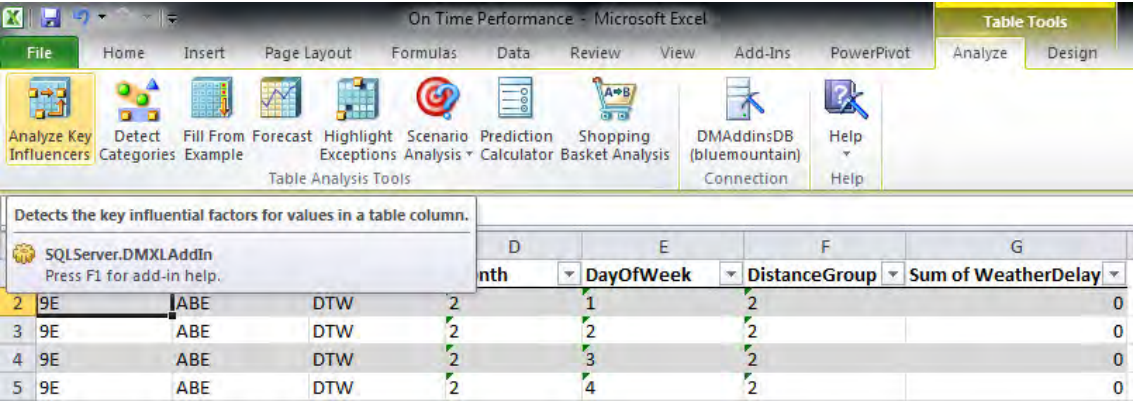 On Time Performance - Microsoft Excel
Table Tools
File Home Insert Page Layout Formulas Data Review View Add-Ins PowerPivot Analyze Design
Analyze Key Influencers
Detect Categories
Fill From Example
Forecast
Highlight Exceptions
Scenario Analysis
Prediction Calculator
A B
Shopping Basket Analysis
DMAddinsDB (bluemountain)
Help
Table Analysis Tools
Connection
Help
Detects the key influential factors for values in a table column.
SQLServer.DMXLAddIn
Press F1 for add-in help.
D E F G
nth DayOfWeek DistanceGroup Sum of WeatherDelay
2 9E ABE DTW 2 1 2 0
3 9E ABE DTW 2 2 2 0
4 9E ABE DTW 2 3 2 0
5 9E ABE DTW 2 4 2 0